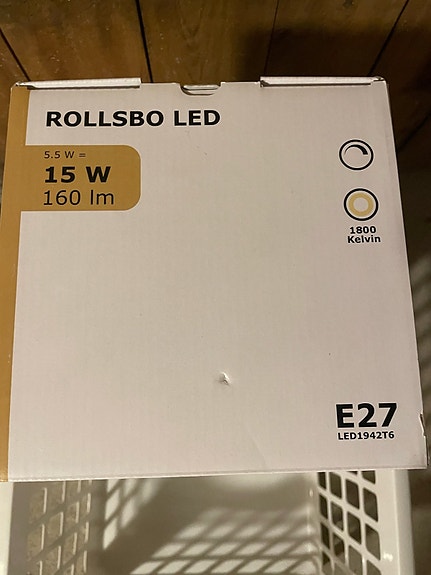 ROLLSBO LED
5.5 W =
15 W
160 lm
1800
Kelvin
E27
LED1942T6